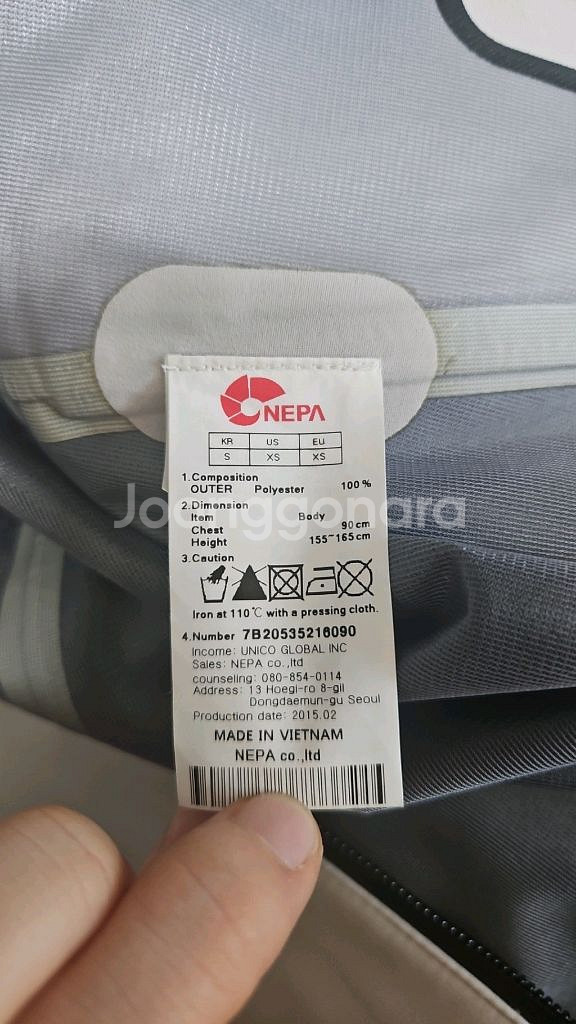 NEPA
KR US EU
S XS XS
1.Composition
OUTER Polyester 100%
2.Dimension
Item Body
Chest 90cm
Height 155~165cm
3.Caution
Iron at 110℃ with a pressing cloth.
4.Number 7B20535216090
Income: UNICO GLOBAL INC
Sales: NEPA co.,ltd
counseling: 080-854-0114
Address: 13 Hoegi-ro 8-gil
Dongdaemun-gu Seoul
Production date: 2015.02
MADE IN VIETNAM
NEPA co.,ltd
Joonggonara